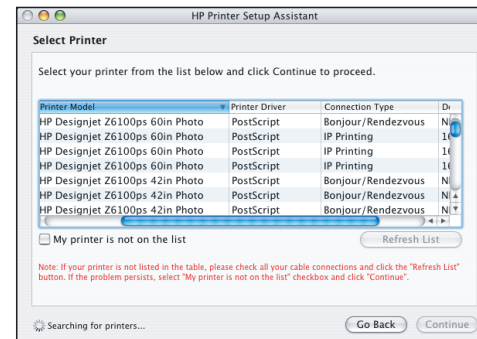 HP Printer Setup Assistant
Select Printer
Select your printer from the list below and click Continue to proceed.
Printer Model Printer Driver Connection Type
HP Designjet Z6100ps 60in Photo PostScript Bonjour/Rendezvous
HP Designjet Z6100ps 60in Photo PostScript IP Printing
HP Designjet Z6100ps 60in Photo PostScript IP Printing
HP Designjet Z6100ps 60in Photo PostScript IP Printing
HP Designjet Z6100ps 42in Photo PostScript Bonjour/Rendezvous
HP Designjet Z6100ps 42in Photo PostScript Bonjour/Rendezvous
HP Designjet Z6100ps 42in Photo PostScript Bonjour/Rendezvous
My printer is not on the list Refresh List
Note: If your printer is not listed in the table, please check all your cable connections and click the "Refresh List"
button. If the problem persists, select "My printer is not on the list" checkbox and click "Continue".
Searching for printers... Go Back Continue